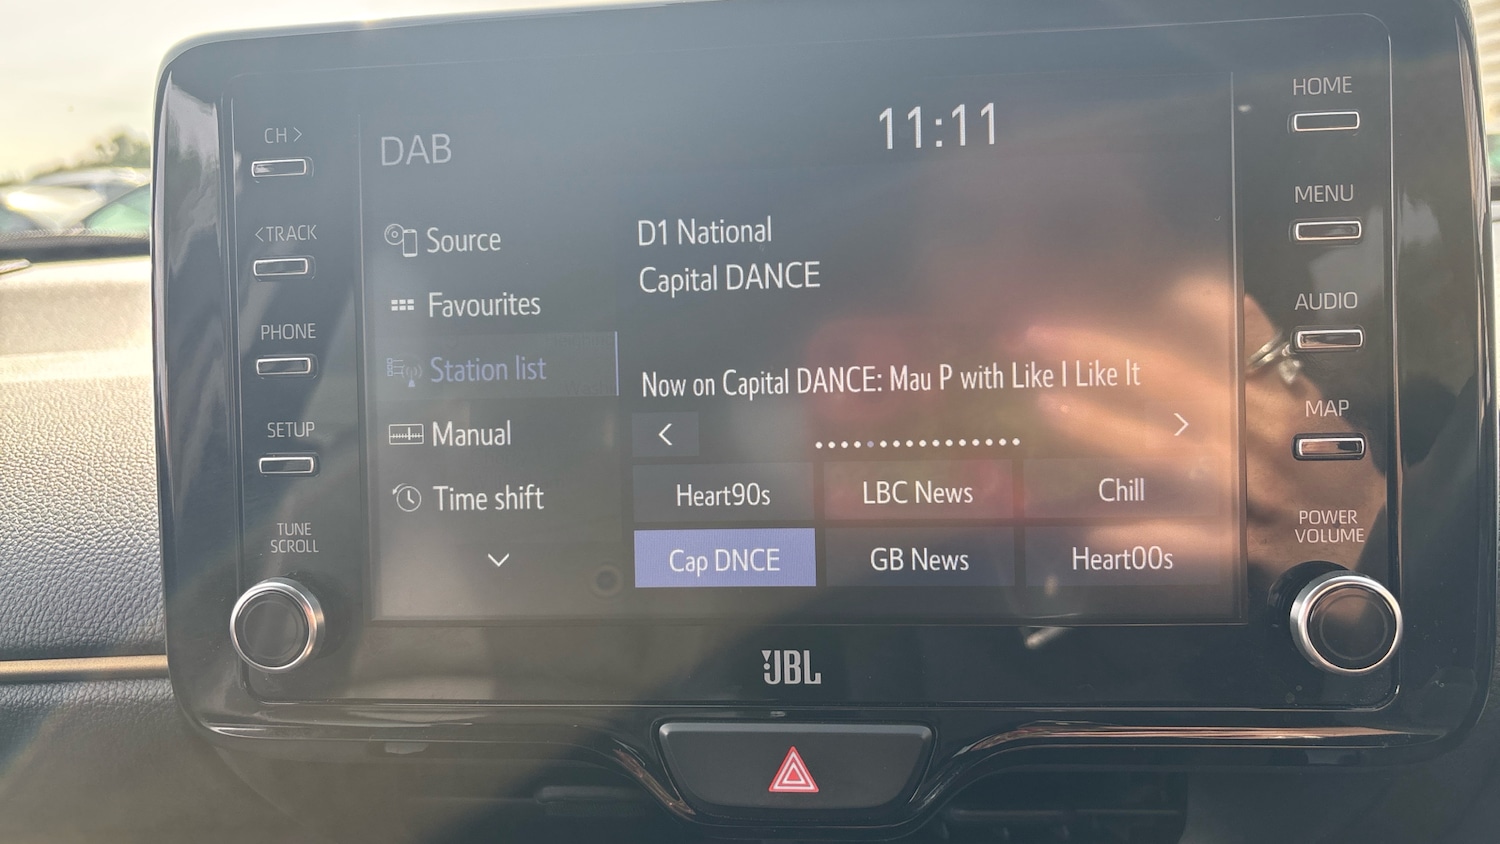 CH >
<TRACK
PHONE
SETUP
TUNE
SCROLL
DAB
11:11
Source
Favourites
Station list
Manual
Time shift
D1 National
Capital DANCE
Now on Capital DANCE: Mau P with Like I Like It
Heart90s
LBC News
Chill
Cap DNCE
GB News
Heart00s
HOME
MENU
AUDIO
MAP
POWER
VOLUME
JBL